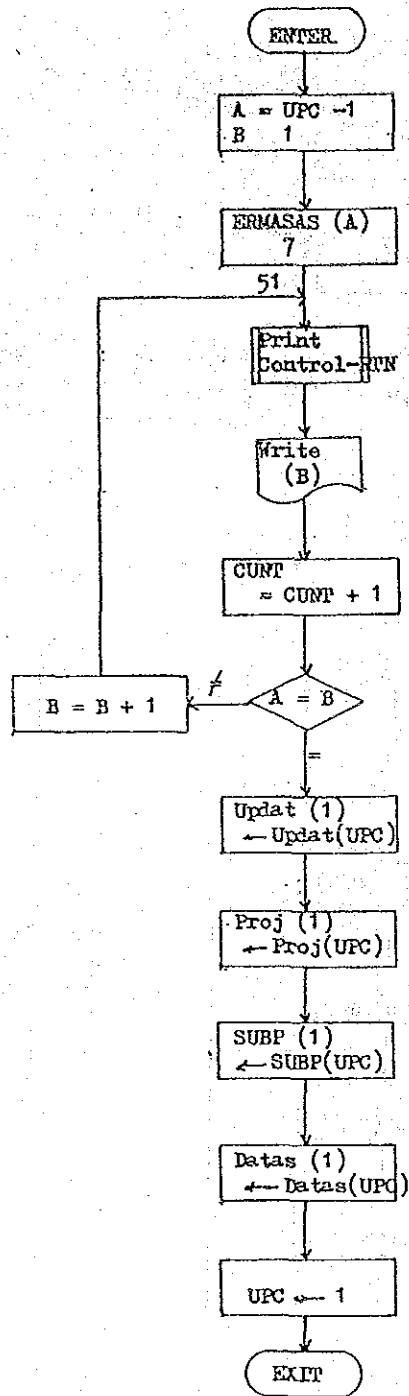 ENTER
A = UPC -1
B 1
ERMASAS (A)
7
51
Print
Control-RTN
Write
(B)
CUNT
= CUNT + 1
A = B
≠
B = B + 1
=
Updat (1)
← Updat(UPC)
Proj (1)
← Proj(UPC)
SUBP (1)
← SUBP(UPC)
Datas (1)
← Datas(UPC)
UPC ← 1
EXIT